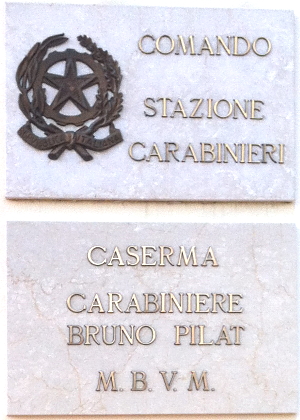 COMANDO
STAZIONE
CARABINIERI
CASERMA
CARABINIERE
BRUNO PILAT
M. B. V. M.